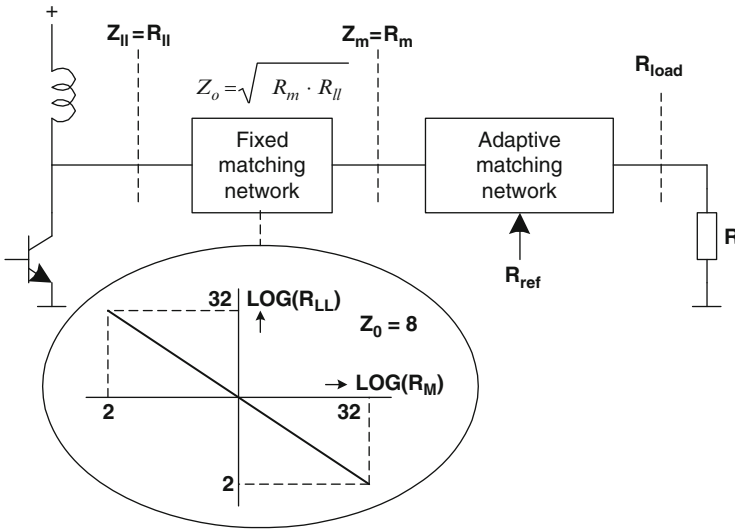 +
Z_ll=R_ll
Z_m=R_m
R_load
Z_o=√R_m · R_ll
Fixed
matching
network
Adaptive
matching
network
R
R_ref
32
LOG(R_LL)
Z_0 = 8
LOG(R_M)
2
32
2